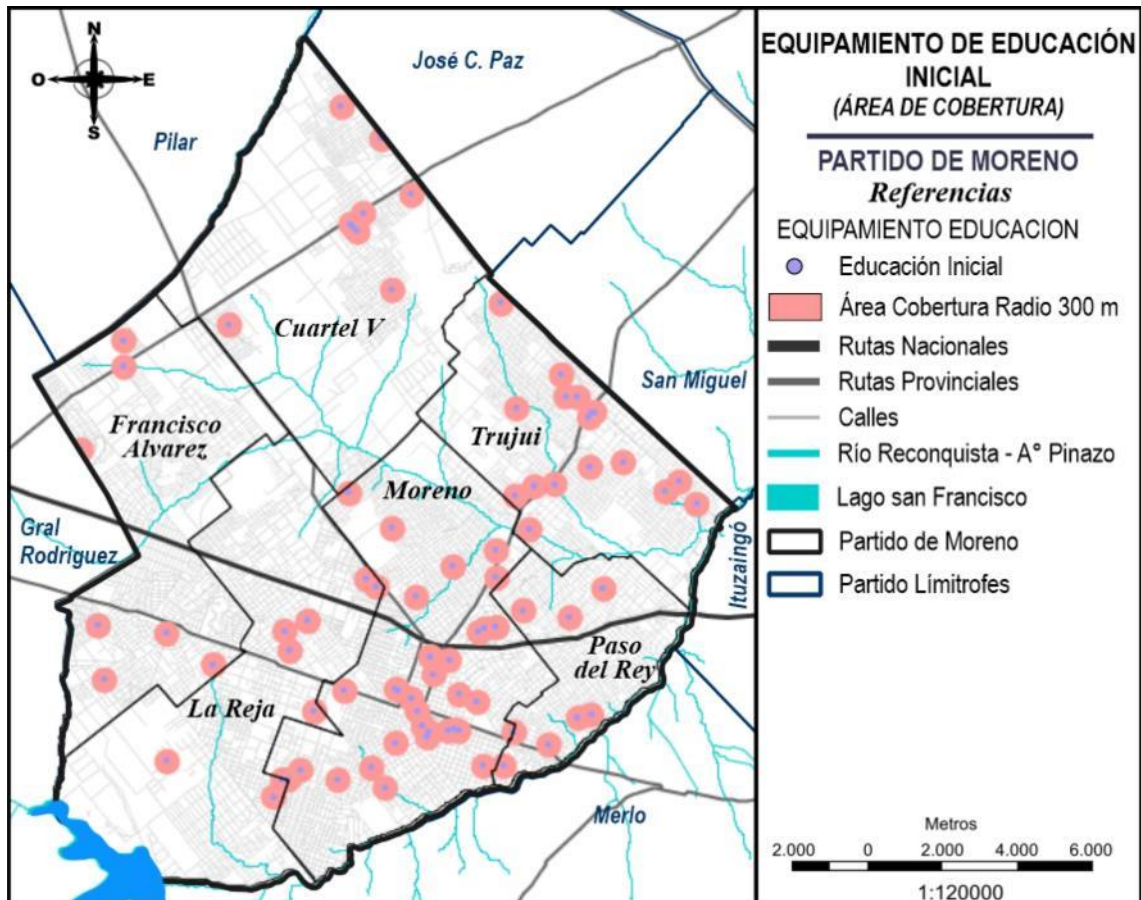 N
O
E
S
José C. Paz
Pilar
Cuartel V
San Miguel
Francisco
Alvarez
Trujui
Moreno
Gral
Rodriguez
Ituzaingó
Paso
del Rey
La Reja
Merlo
EQUIPAMIENTO DE EDUCACIÓN
INICIAL
(ÁREA DE COBERTURA)
PARTIDO DE MORENO
Referencias
EQUIPAMIENTO EDUCACION
Educación Inicial
Área Cobertura Radio 300 m
Rutas Nacionales
Rutas Provinciales
Calles
Río Reconquista - A° Pinazo
Lago san Francisco
Partido de Moreno
Partido Límitrofes
Metros
2.000 0 2.000 4.000 6.000
1:120000